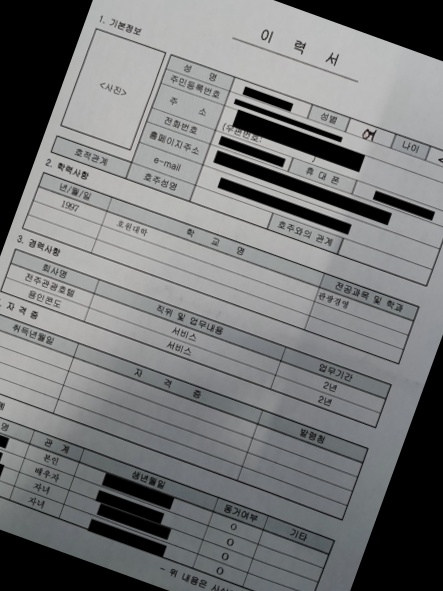 이 력 서
1. 기본정보
<사진>
성 명
주민등록번호 성별 여 나이
주 소
(우편번호: )
전화번호 휴 대 폰
홈페이지주소
e-mail
호적관계 호주성명 호주와의 관계
2. 학력사항
년/월/일 학 교 명 전공과목 및 학과
1997 호원대학 관광경영
3. 경력사항
회사명 직위 및 업무내용 업무기간
전주관광호텔 서비스 2년
용인콘도 서비스 2년
자 격 증
취득년월일 자 격 증 발령청
명 관 계 생년월일 동거여부 기타
본인 O
배우자 O
자녀 O
자녀 O
- 위 내용은